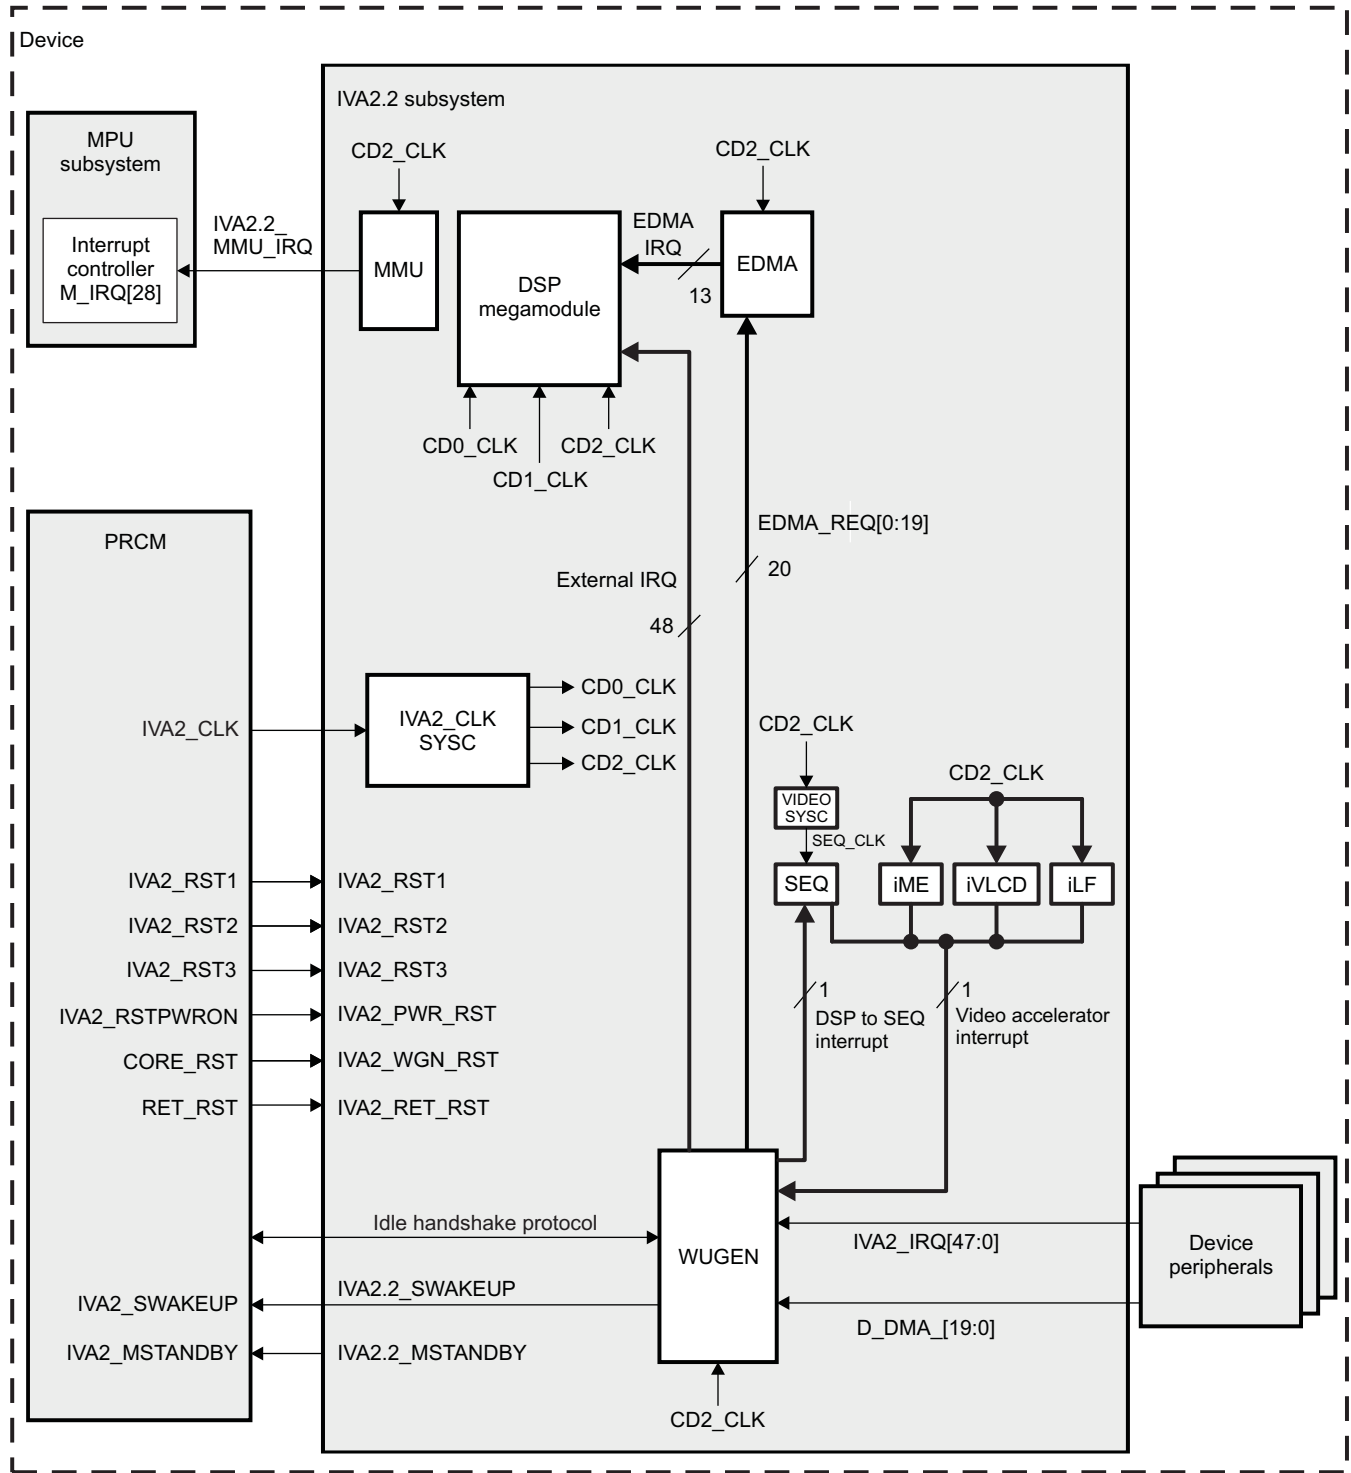 Device
IVA2.2 subsystem
MPU
subsystem
Interrupt
controller
M_IRQ[28]
IVA2.2_
MMU_IRQ
CD2_CLK
MMU
DSP
megamodule
EDMA
IRQ
13
CD2_CLK
EDMA
CD0_CLK
CD2_CLK
CD1_CLK
PRCM
EDMA_REQ[0:19]
20
External IRQ
48
IVA2_CLK
IVA2_CLK
SYSC
CD0_CLK
CD1_CLK
CD2_CLK
CD2_CLK
VIDEO
SYSC
SEQ_CLK
SEQ
CD2_CLK
iME
iVLCD
iLF
IVA2_RST1
IVA2_RST1
IVA2_RST2
IVA2_RST2
IVA2_RST3
IVA2_RST3
IVA2_RSTPWRON
IVA2_PWR_RST
CORE_RST
IVA2_WGN_RST
RET_RST
IVA2_RET_RST
1
DSP to SEQ
interrupt
1
Video accelerator
interrupt
Idle handshake protocol
WUGEN
IVA2_IRQ[47:0]
Device
peripherals
IVA2_SWAKEUP
IVA2.2_SWAKEUP
D_DMA_[19:0]
IVA2_MSTANDBY
IVA2.2_MSTANDBY
CD2_CLK